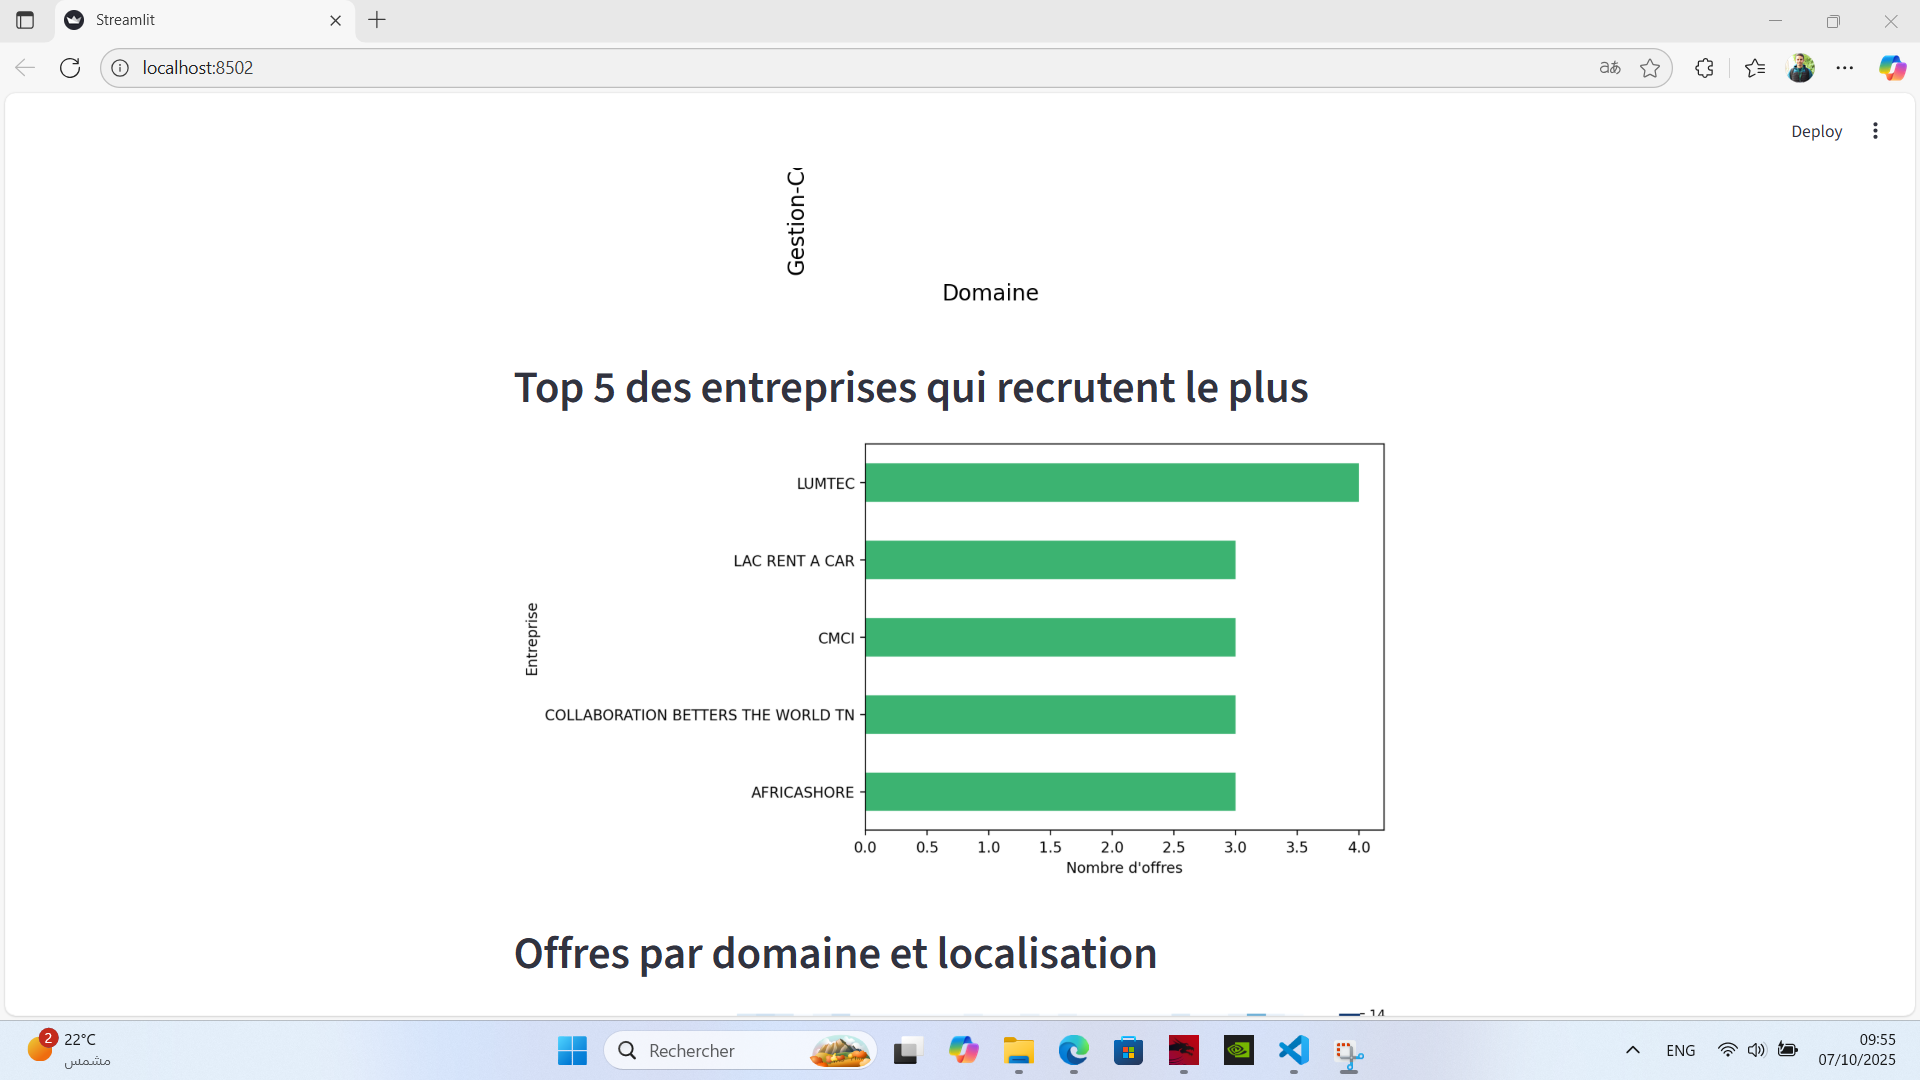 Streamlit
localhost:8502
Deploy
Gestion-C
Domaine
Top 5 des entreprises qui recrutent le plus
LUMTEC
LAC RENT A CAR
CMCI
COLLABORATION BETTERS THE WORLD TN
AFRICASHORE
Entreprise
0.0 0.5 1.0 1.5 2.0 2.5 3.0 3.5 4.0
Nombre d'offres
Offres par domaine et localisation
14
2
22°C
مشمس
Rechercher
ENG
09:55
07/10/2025